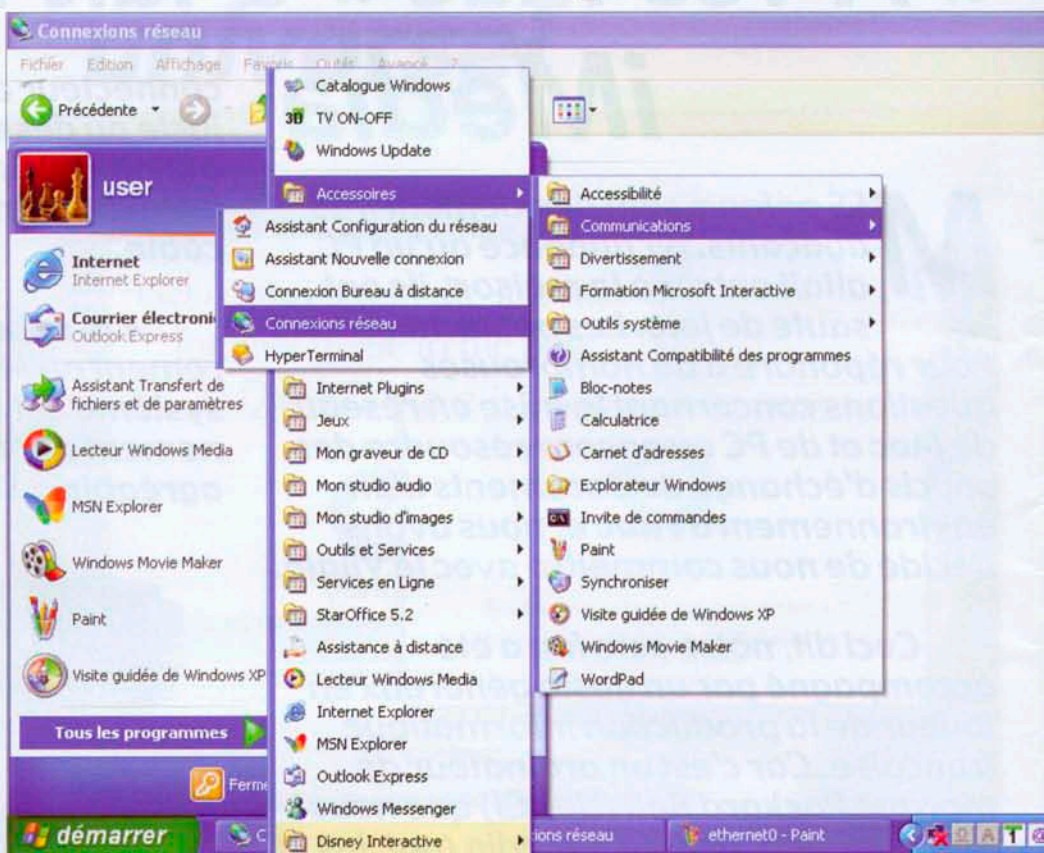 Connexions réseau
Fichier Edition Affichage Favoris Outils Avancé ?
Précédente
user
Internet
Internet Explorer
Courrier électroni
Outlook Express
Assistant Transfert de
fichiers et de paramètres
Lecteur Windows Media
MSN Explorer
Windows Movie Maker
Paint
Visite guidée de Windows XP
Tous les programmes
Ferme
Catalogue Windows
3D TV ON-OFF
Windows Update
Accessoires
Assistant Configuration du réseau
Assistant Nouvelle connexion
Connexion Bureau à distance
Connexions réseau
HyperTerminal
Internet Plugins
Jeux
Mon graveur de CD
Mon studio audio
Mon studio d'images
Outils et Services
Services en Ligne
StarOffice 5.2
Assistance à distance
Lecteur Windows Media
Internet Explorer
MSN Explorer
Outlook Express
Windows Messenger
Disney Interactive
Accessibilité
Communications
Divertissement
Formation Microsoft Interactive
Outils système
Assistant Compatibilité des programmes
Bloc-notes
Calculatrice
Carnet d'adresses
Explorateur Windows
Invite de commandes
Paint
Synchroniser
Visite guidée de Windows XP
Windows Movie Maker
WordPad
démarrer
C
ions réseau
ethernet0 - Paint
A T